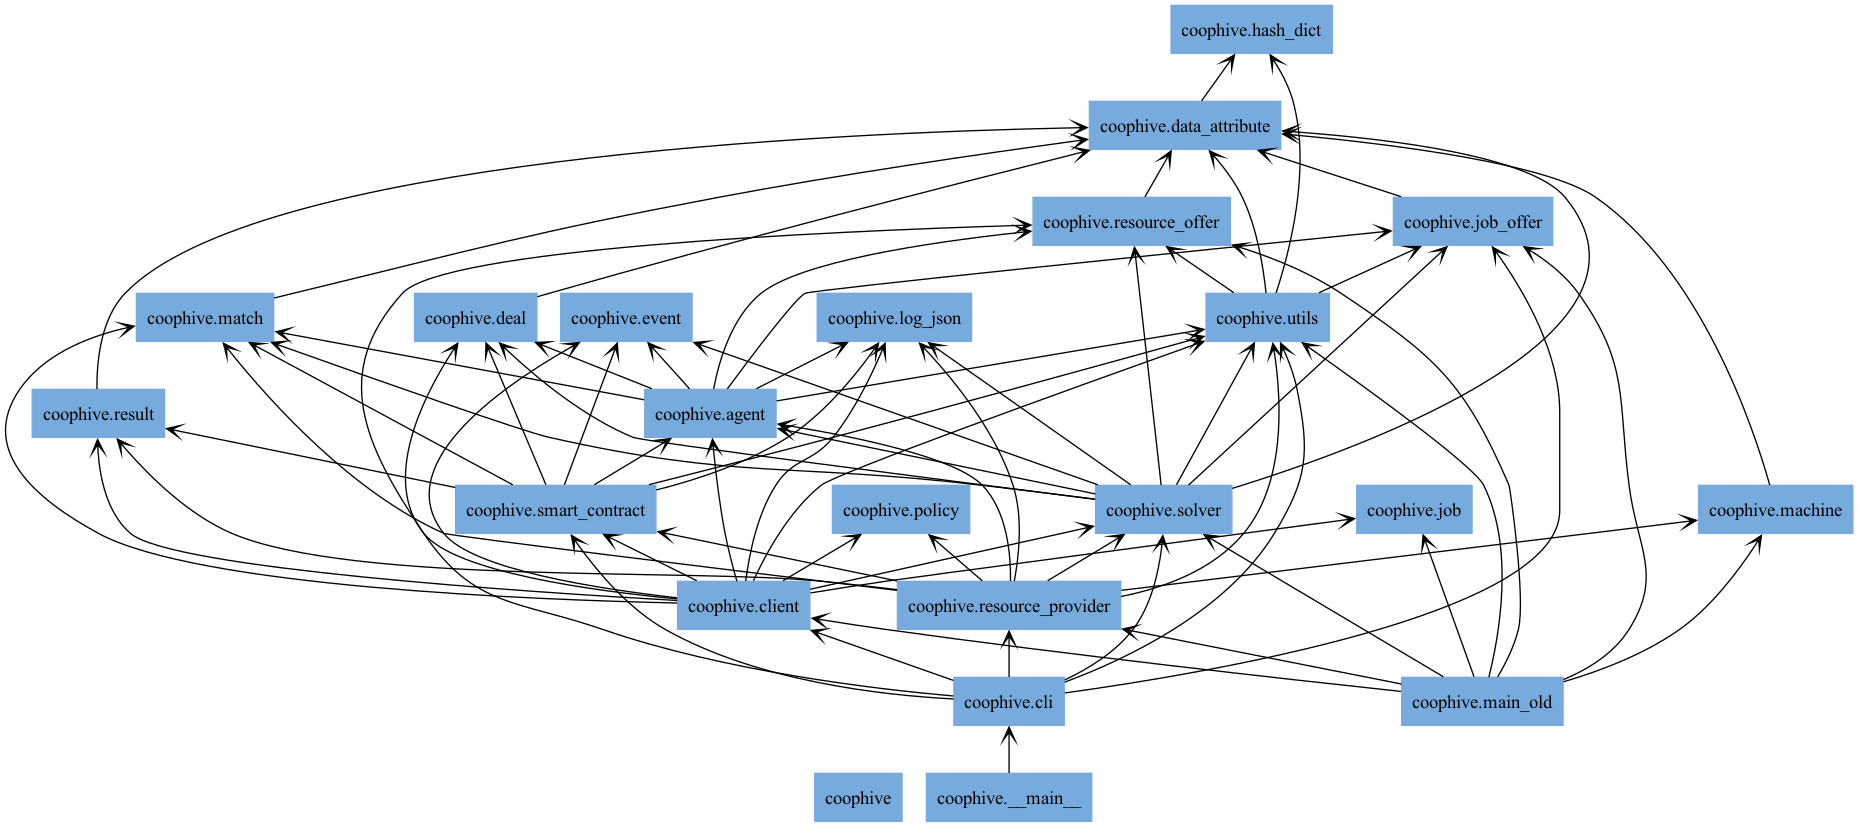 coophive.hash_dict
coophive.data_attribute
coophive.resource_offer
coophive.job_offer
coophive.match
coophive.deal
coophive.event
coophive.log_json
coophive.utils
coophive.result
coophive.agent
coophive.smart_contract
coophive.policy
coophive.solver
coophive.job
coophive.machine
coophive.client
coophive.resource_provider
coophive.cli
coophive.main_old
coophive
coophive.__main__